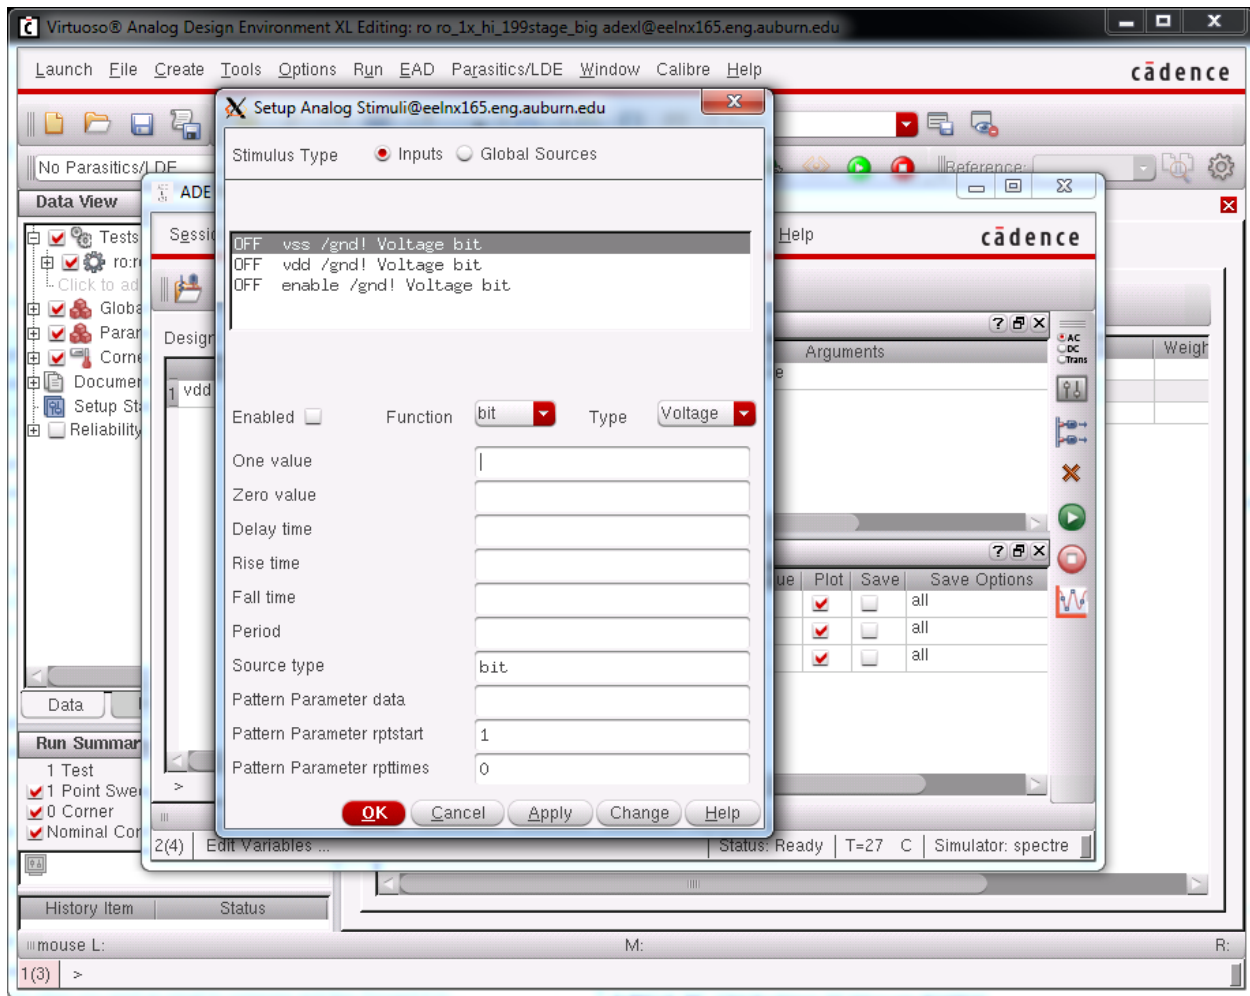 Virtuoso® Analog Design Environment XL Editing: ro ro_1x_hi_199stage_big adexl@eelnx165.eng.auburn.edu
Launch File Create Tools Options Run EAD Parasitics/LDE Window Calibre Help
cādence
Setup Analog Stimuli@eelnx165.eng.auburn.edu
Stimulus Type Inputs Global Sources
OFF vss /gnd! Voltage bit
OFF vdd /gnd! Voltage bit
OFF enable /gnd! Voltage bit
Enabled Function bit Type Voltage
One value
Zero value
Delay time
Rise time
Fall time
Period
Source type bit
Pattern Parameter data
Pattern Parameter rptstart 1
Pattern Parameter rpttimes 0
OK Cancel Apply Change Help
No Parasitics/LDE
Reference:
Data View
Tests
Click to ad
Globa
Parar
Corne
Documer
Setup St
Reliability
Data
Run Summar
1 Test
1 Point Swe
0 Corner
Nominal Cor
History Item Status
ADE
Sessi
Help
cādence
Design
1 vdd
Arguments
AC
DC
Trans
Weigh
ue Plot Save Save Options
all
all
all
>
2(4) Edit Variables ...
Status: Ready T=27 C Simulator: spectre
mouse L: M: R:
1(3) >